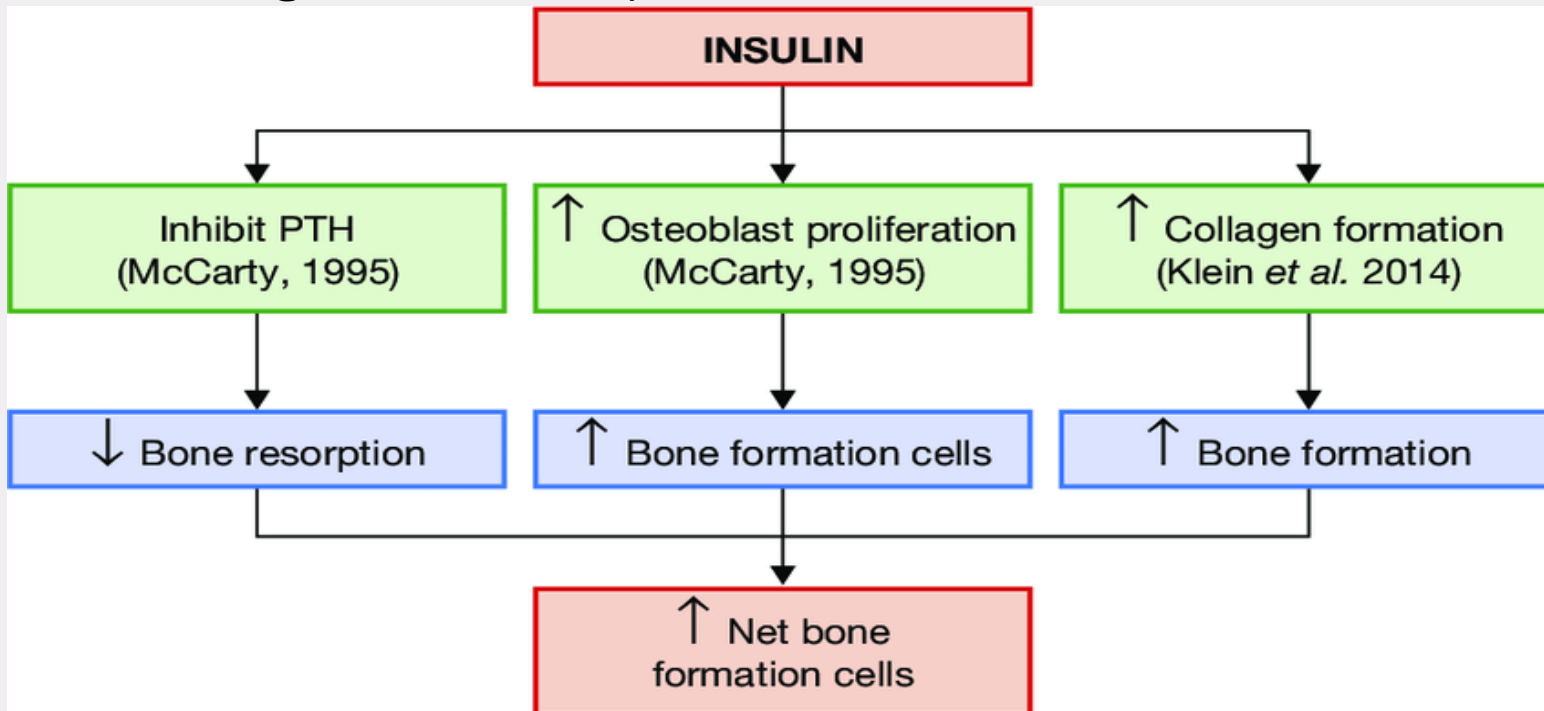 INSULIN
Inhibit PTH
(McCarty, 1995)
↑ Osteoblast proliferation
(McCarty, 1995)
↑ Collagen formation
(Klein et al. 2014)
↓ Bone resorption
↑ Bone formation cells
↑ Bone formation
↑ Net bone
formation cells